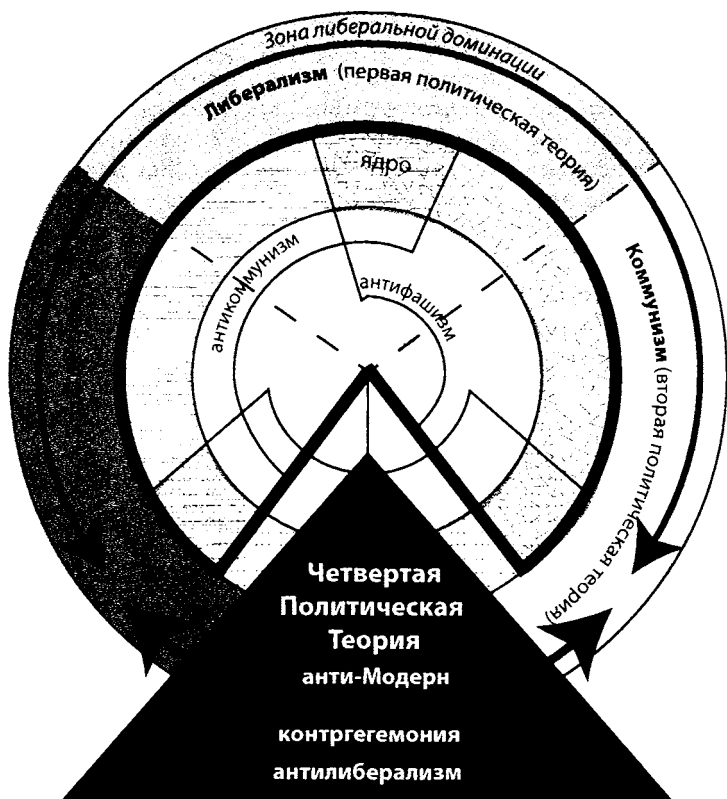 Зона либеральной доминации
Либерализм (первая политическая теория)
ядро
антикоммунизм
антифашизм
Коммунизм (вторая политическая теория)
Четвертая
Политическая
Теория
анти-Модерн
контргегемония
антилиберализм